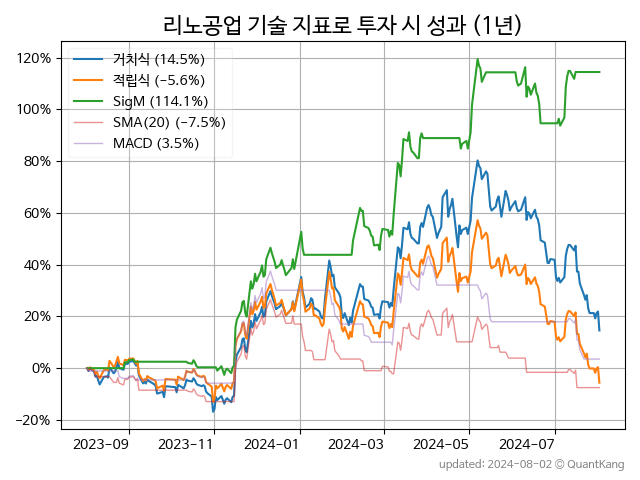 리노공업 기술 지표로 투자 시 성과 (1년)
120%
100%
80%
60%
40%
20%
0%
−20%
거치식 (14.5%)
적립식 (−5.6%)
SigM (114.1%)
SMA(20) (−7.5%)
MACD (3.5%)
2023-09 2023-11 2024-01 2024-03 2024-05 2024-07
updated: 2024-08-02 © QuantKang